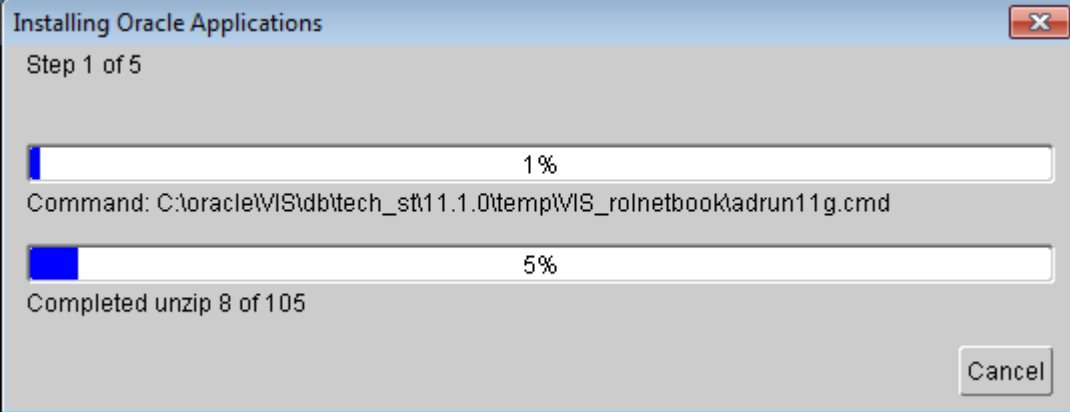 Installing Oracle Applications
Step 1 of 5
1%
Command: C:\oracle\VIS\db\tech_st\11.1.0\temp\VIS_rolnetbook\adrun11g.cmd
5%
Completed unzip 8 of 105
Cancel